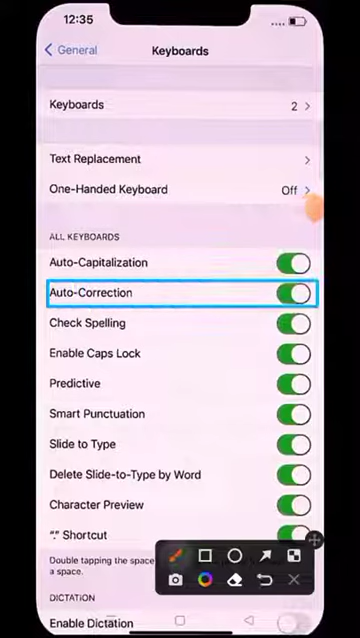 12:35
General
Keyboards
Keyboards 2
Text Replacement
One-Handed Keyboard Off
ALL KEYBOARDS
Auto-Capitalization
Auto-Correction
Check Spelling
Enable Caps Lock
Predictive
Smart Punctuation
Slide to Type
Delete Slide-to-Type by Word
Character Preview
“.” Shortcut
Double tapping the space
a space.
DICTATION
Enable Dictation